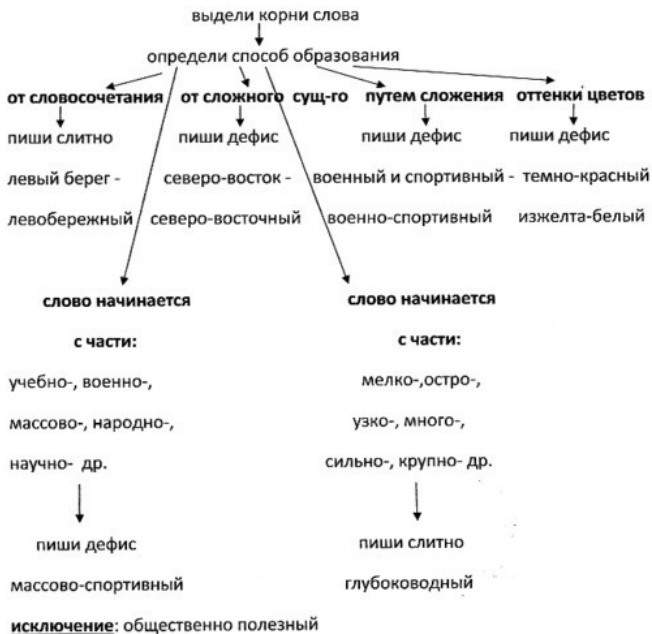 выдели корни слова
определи способ образования
от словосочетания от сложного сущ-го путем сложения оттенки цветов
пиши слитно пиши дефис пиши дефис пиши дефис
левый берег - северо-восток - военный и спортивный - темно-красный
левобережный северо-восточный военно-спортивный изжелта-белый
слово начинается слово начинается
с части: с части:
учебно-, военно-, мелко-,остро-,
массово-, народно-, узко-, много-,
научно- др. сильно-, крупно- др.
пиши дефис пиши слитно
массово-спортивный глубоководный
исключение: общественно полезный